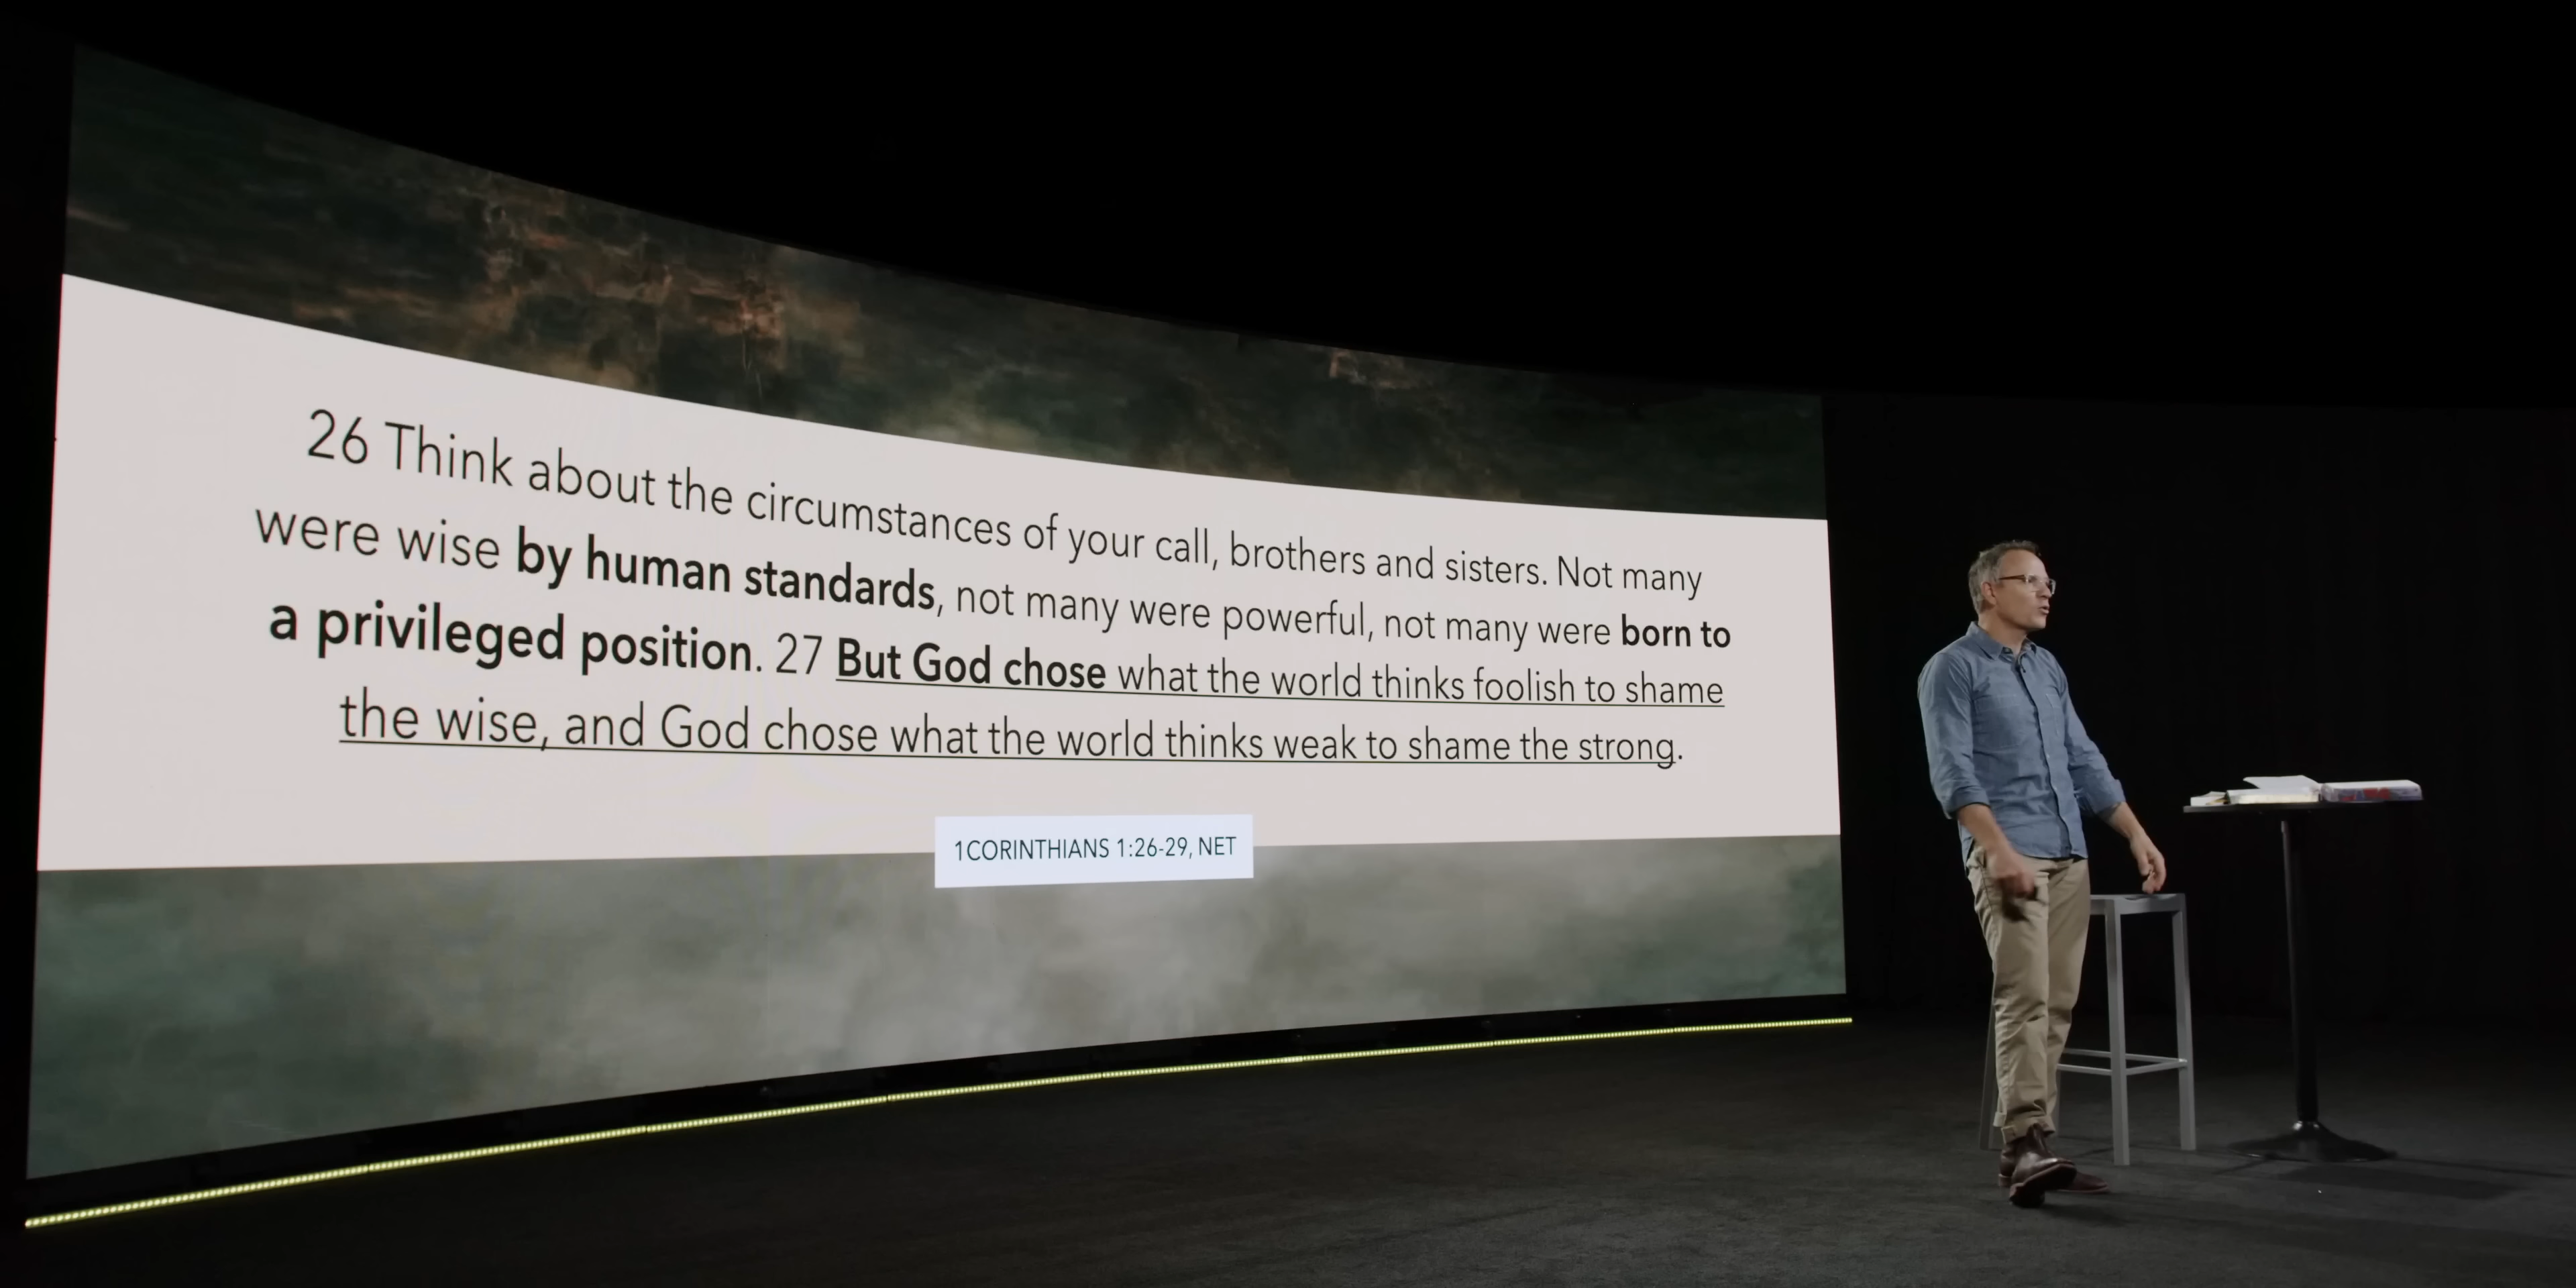 26 Think about the circumstances of your call, brothers and sisters. Not many
were wise by human standards, not many were powerful, not many were born to
a privileged position. 27 But God chose what the world thinks foolish to shame
the wise, and God chose what the world thinks weak to shame the strong.
1CORINTHIANS 1:26-29, NET